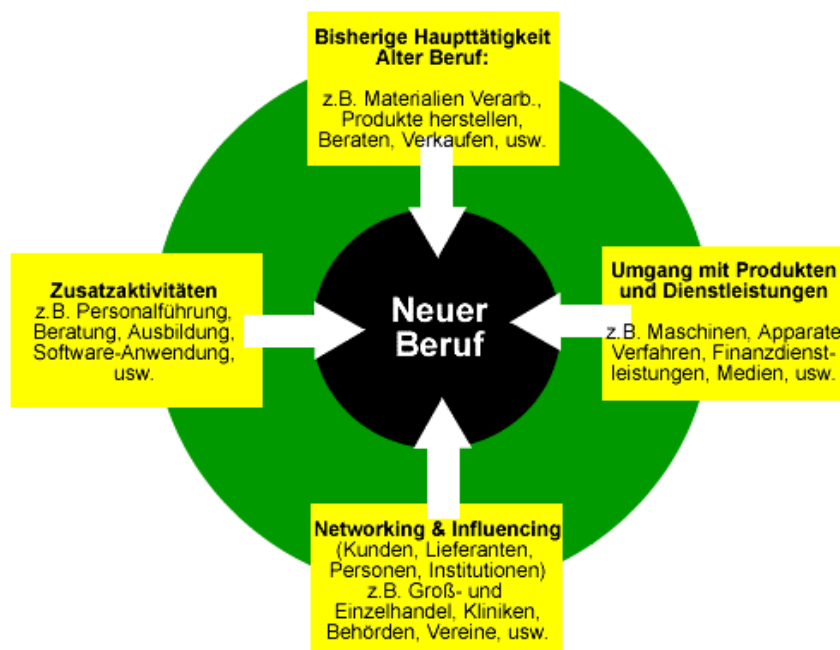 Bisherige Haupttätigkeit
Alter Beruf:
z.B. Materialien Verarb.,
Produkte herstellen,
Beraten, Verkaufen, usw.
Zusatzaktivitäten
z.B. Personalführung,
Beratung, Ausbildung,
Software-Anwendung,
usw.
Neuer
Beruf
Umgang mit Produkten
und Dienstleistungen
z.B. Maschinen, Apparate
Verfahren, Finanzdienst-
leistungen, Medien, usw.
Networking & Influencing
(Kunden, Lieferanten,
Personen, Institutionen)
z.B. Groß- und
Einzelhandel, Kliniken,
Behörden, Vereine, usw.